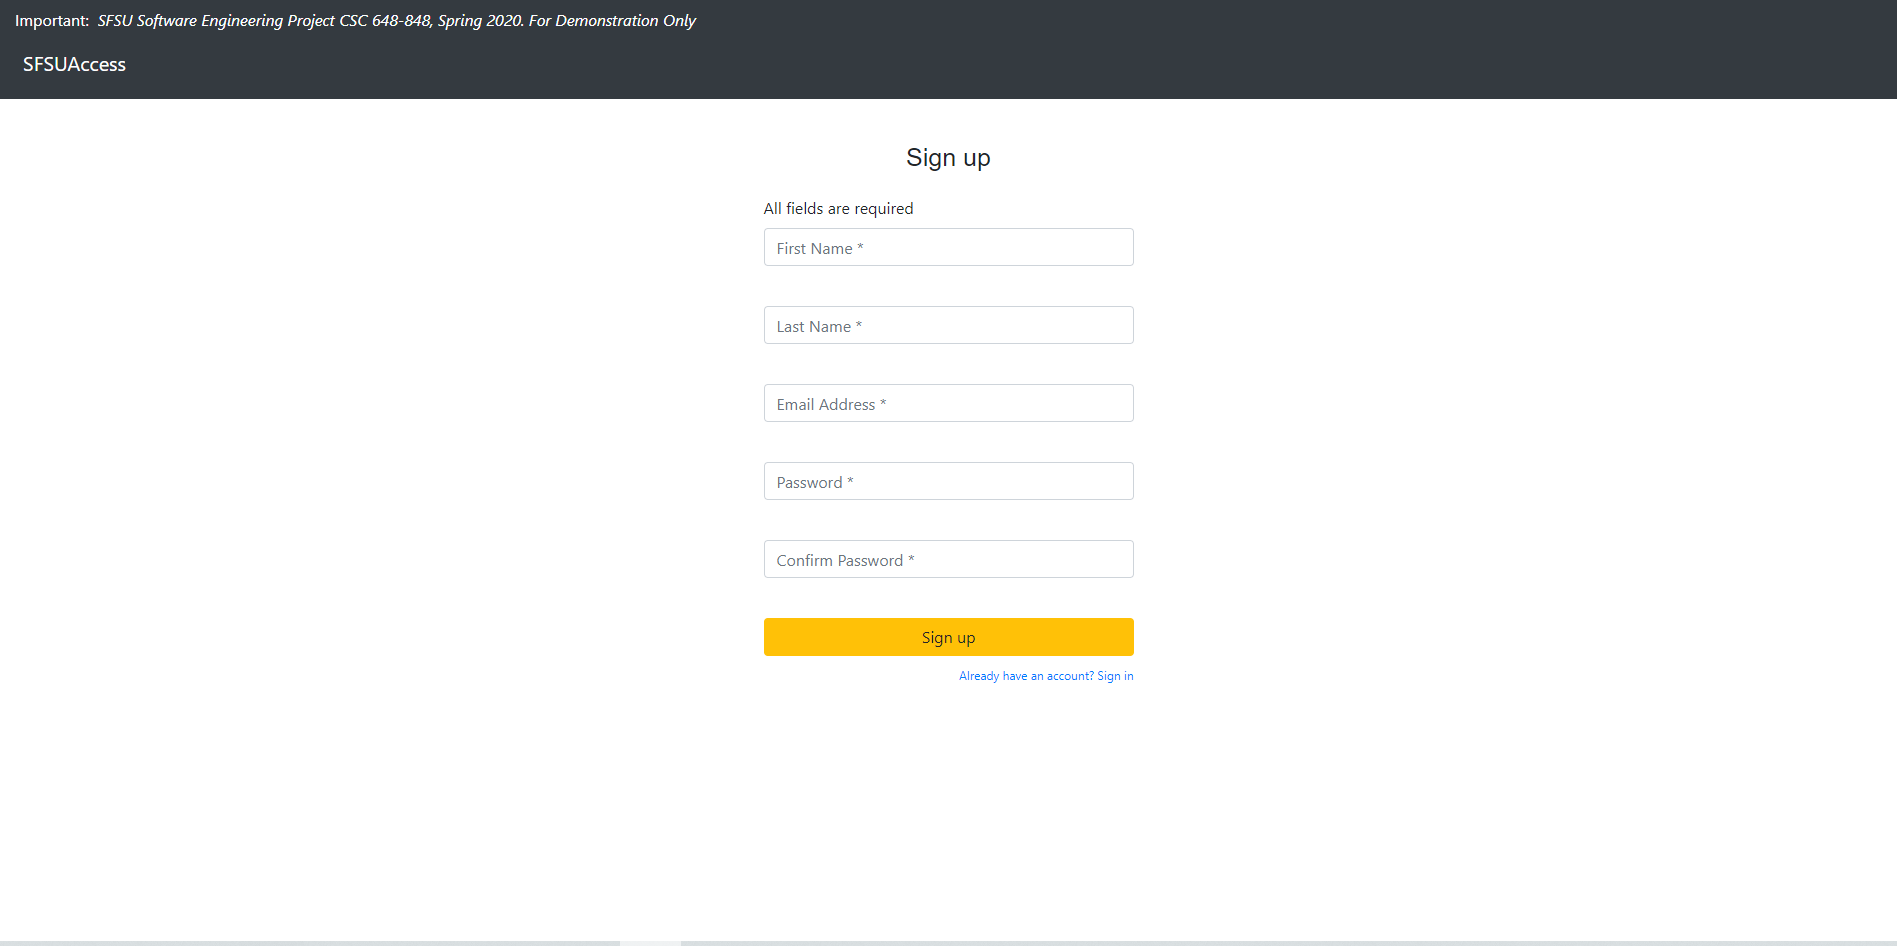 Important: SFSU Software Engineering Project CSC 648-848, Spring 2020. For Demonstration Only
SFSUAccess
Sign up
All fields are required
First Name *
Last Name *
Email Address *
Password *
Confirm Password *
Sign up
Already have an account? Sign in